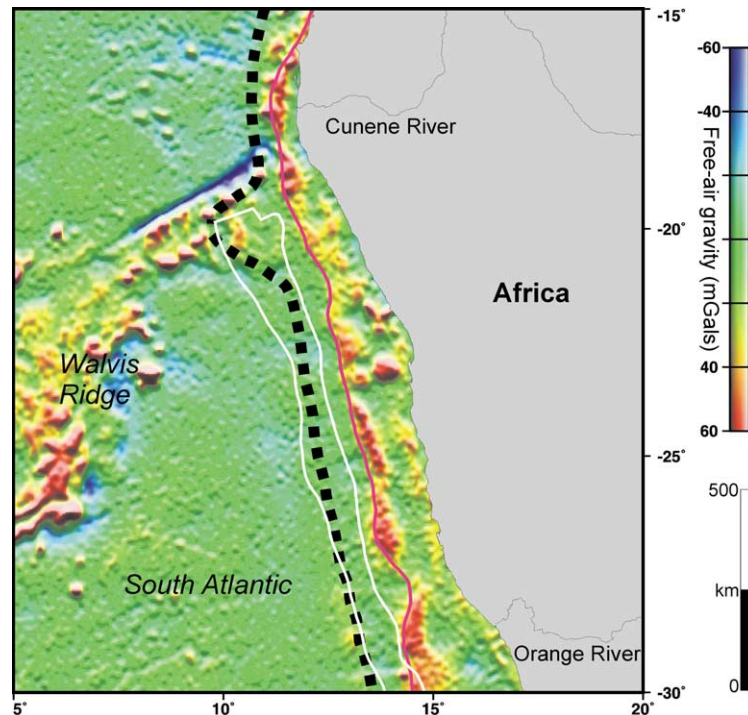 -15°
Cunene River
-20°
Africa
Walvis
Ridge
-25°
South Atlantic
Orange River
-30°
5°
10°
15°
20°
-60
-40
40
60
Free-air gravity (mGals)
500
km
0